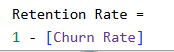 Retention Rate =
1 - [Churn Rate]